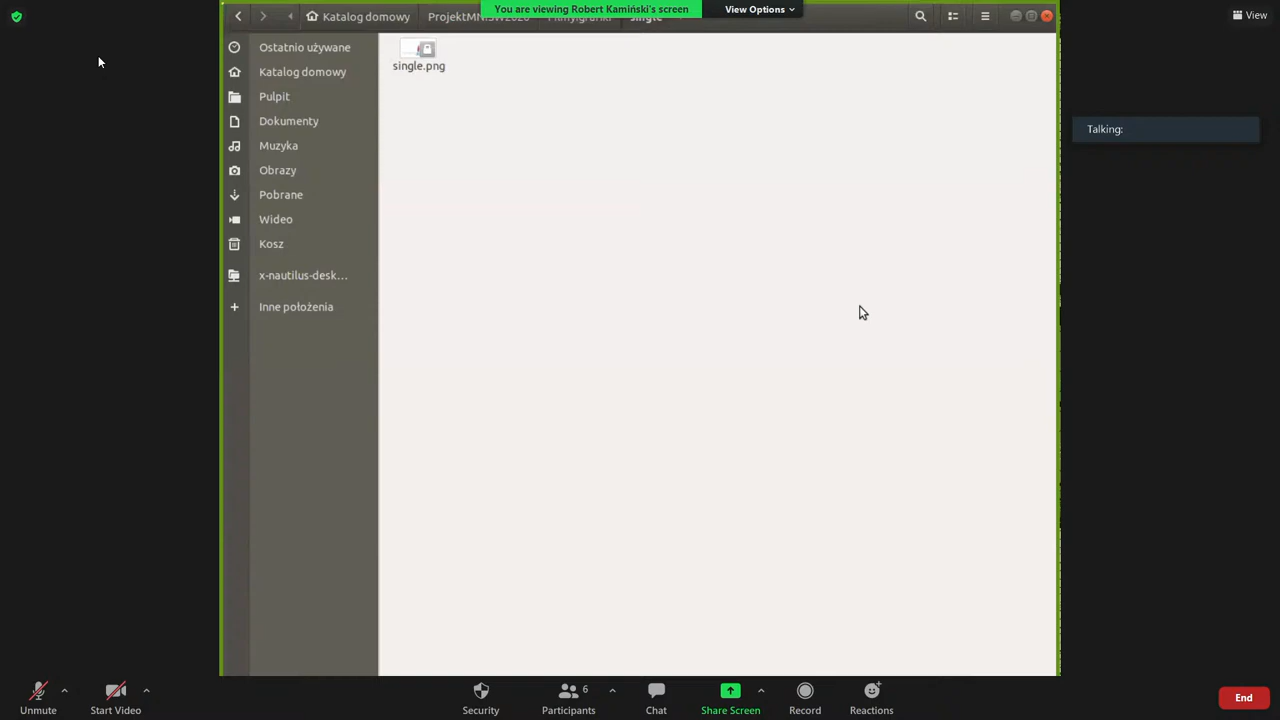 You are viewing Robert Kamiński's screen
View Options
View
Katalog domowy
single
Ostatnio używane
Katalog domowy
Pulpit
Dokumenty
Muzyka
Obrazy
Pobrane
Wideo
Kosz
x-nautilus-desk…
Inne położenia
single.png
Talking:
Unmute
Start Video
Security
Participants
6
Chat
Share Screen
Record
Reactions
End